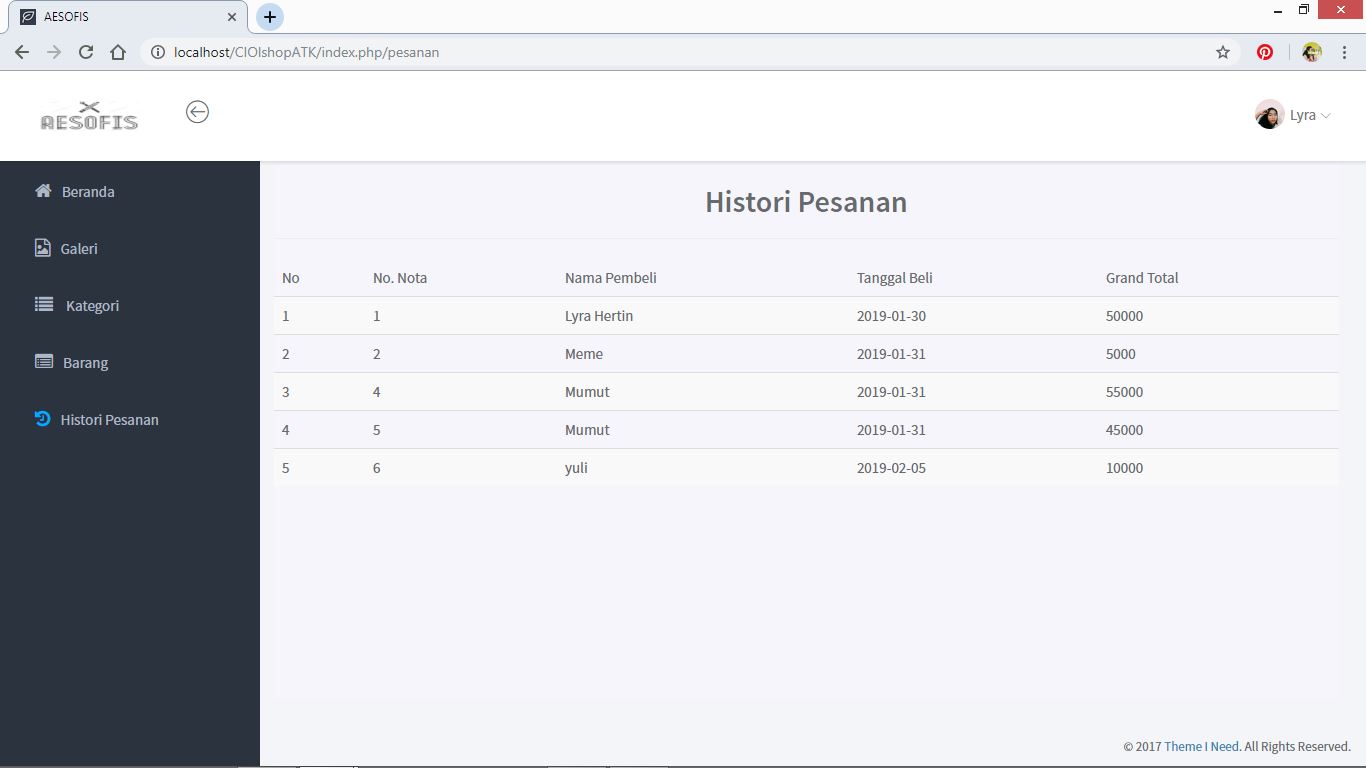 AESOFIS
localhost/CIOlshopATK/index.php/pesanan
AESOFIS
Lyra
Beranda
Galeri
Kategori
Barang
Histori Pesanan
Histori Pesanan
No No. Nota Nama Pembeli Tanggal Beli Grand Total
1 1 Lyra Hertin 2019-01-30 50000
2 2 Meme 2019-01-31 5000
3 4 Mumut 2019-01-31 55000
4 5 Mumut 2019-01-31 45000
5 6 yuli 2019-02-05 10000
© 2017 Theme I Need. All Rights Reserved.